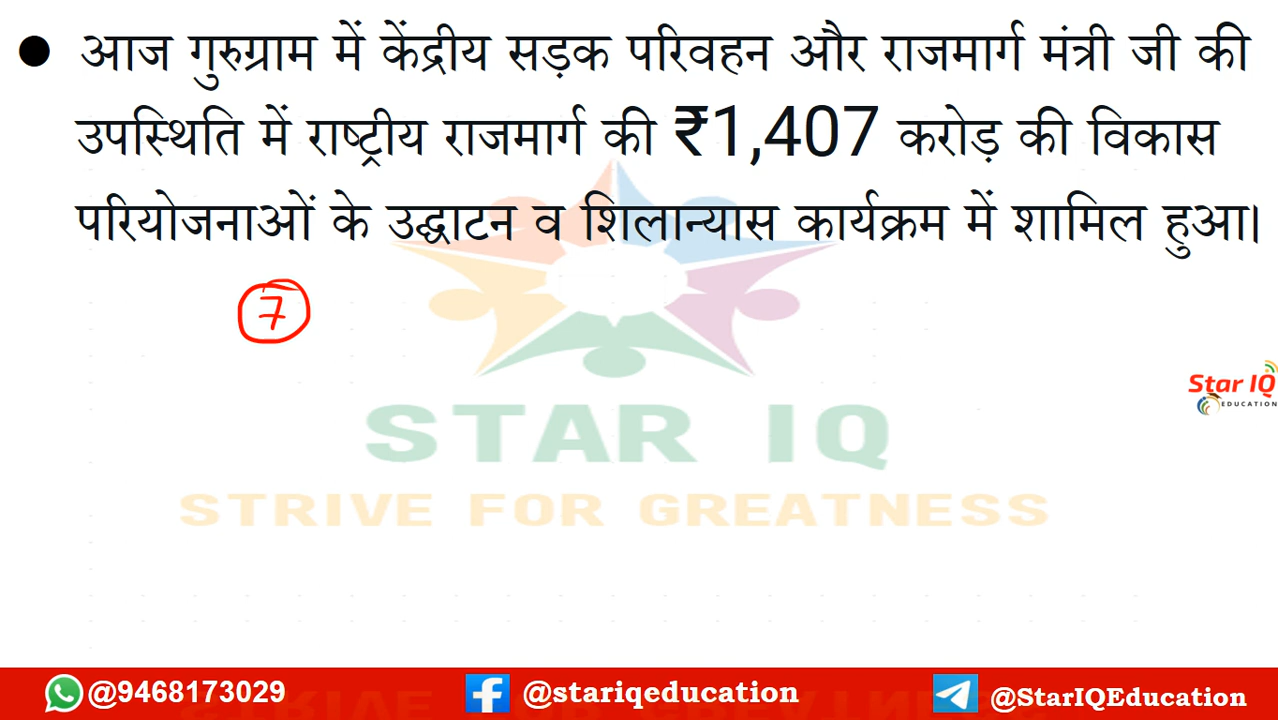 ● आज गुरुग्राम में केंद्रीय सड़क परिवहन और राजमार्ग मंत्री जी की
उपस्थिति में राष्ट्रीय राजमार्ग की ₹1,407 करोड़ की विकास
परियोजनाओं के उद्घाटन व शिलान्यास कार्यक्रम में शामिल हुआ।
7
Star IQ
EDUCATION
STAR IQ
STRIVE FOR GREATNESS
@9468173029 @stariqeducation @StarIQEducation